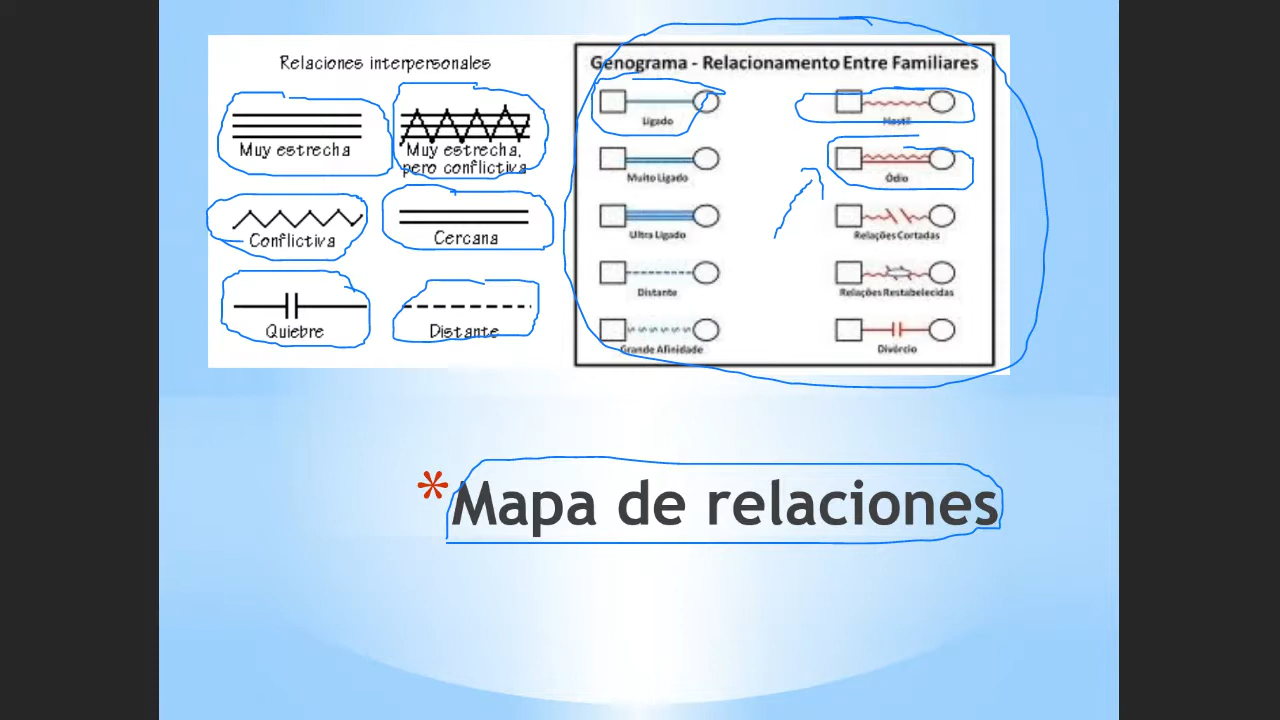 Relaciones interpersonales
Muy estrecha
Muy estrecha,
pero conflictiva
Conflictiva
Cercana
Quiebre
Distante
Genograma - Relacionamento Entre Familiares
Ligado
Hostil
Muito Ligado
Ódio
Ultra Ligado
Relações Cortadas
Distante
Relações Restabelecidas
Grande Afinidade
Divórcio
* Mapa de relaciones